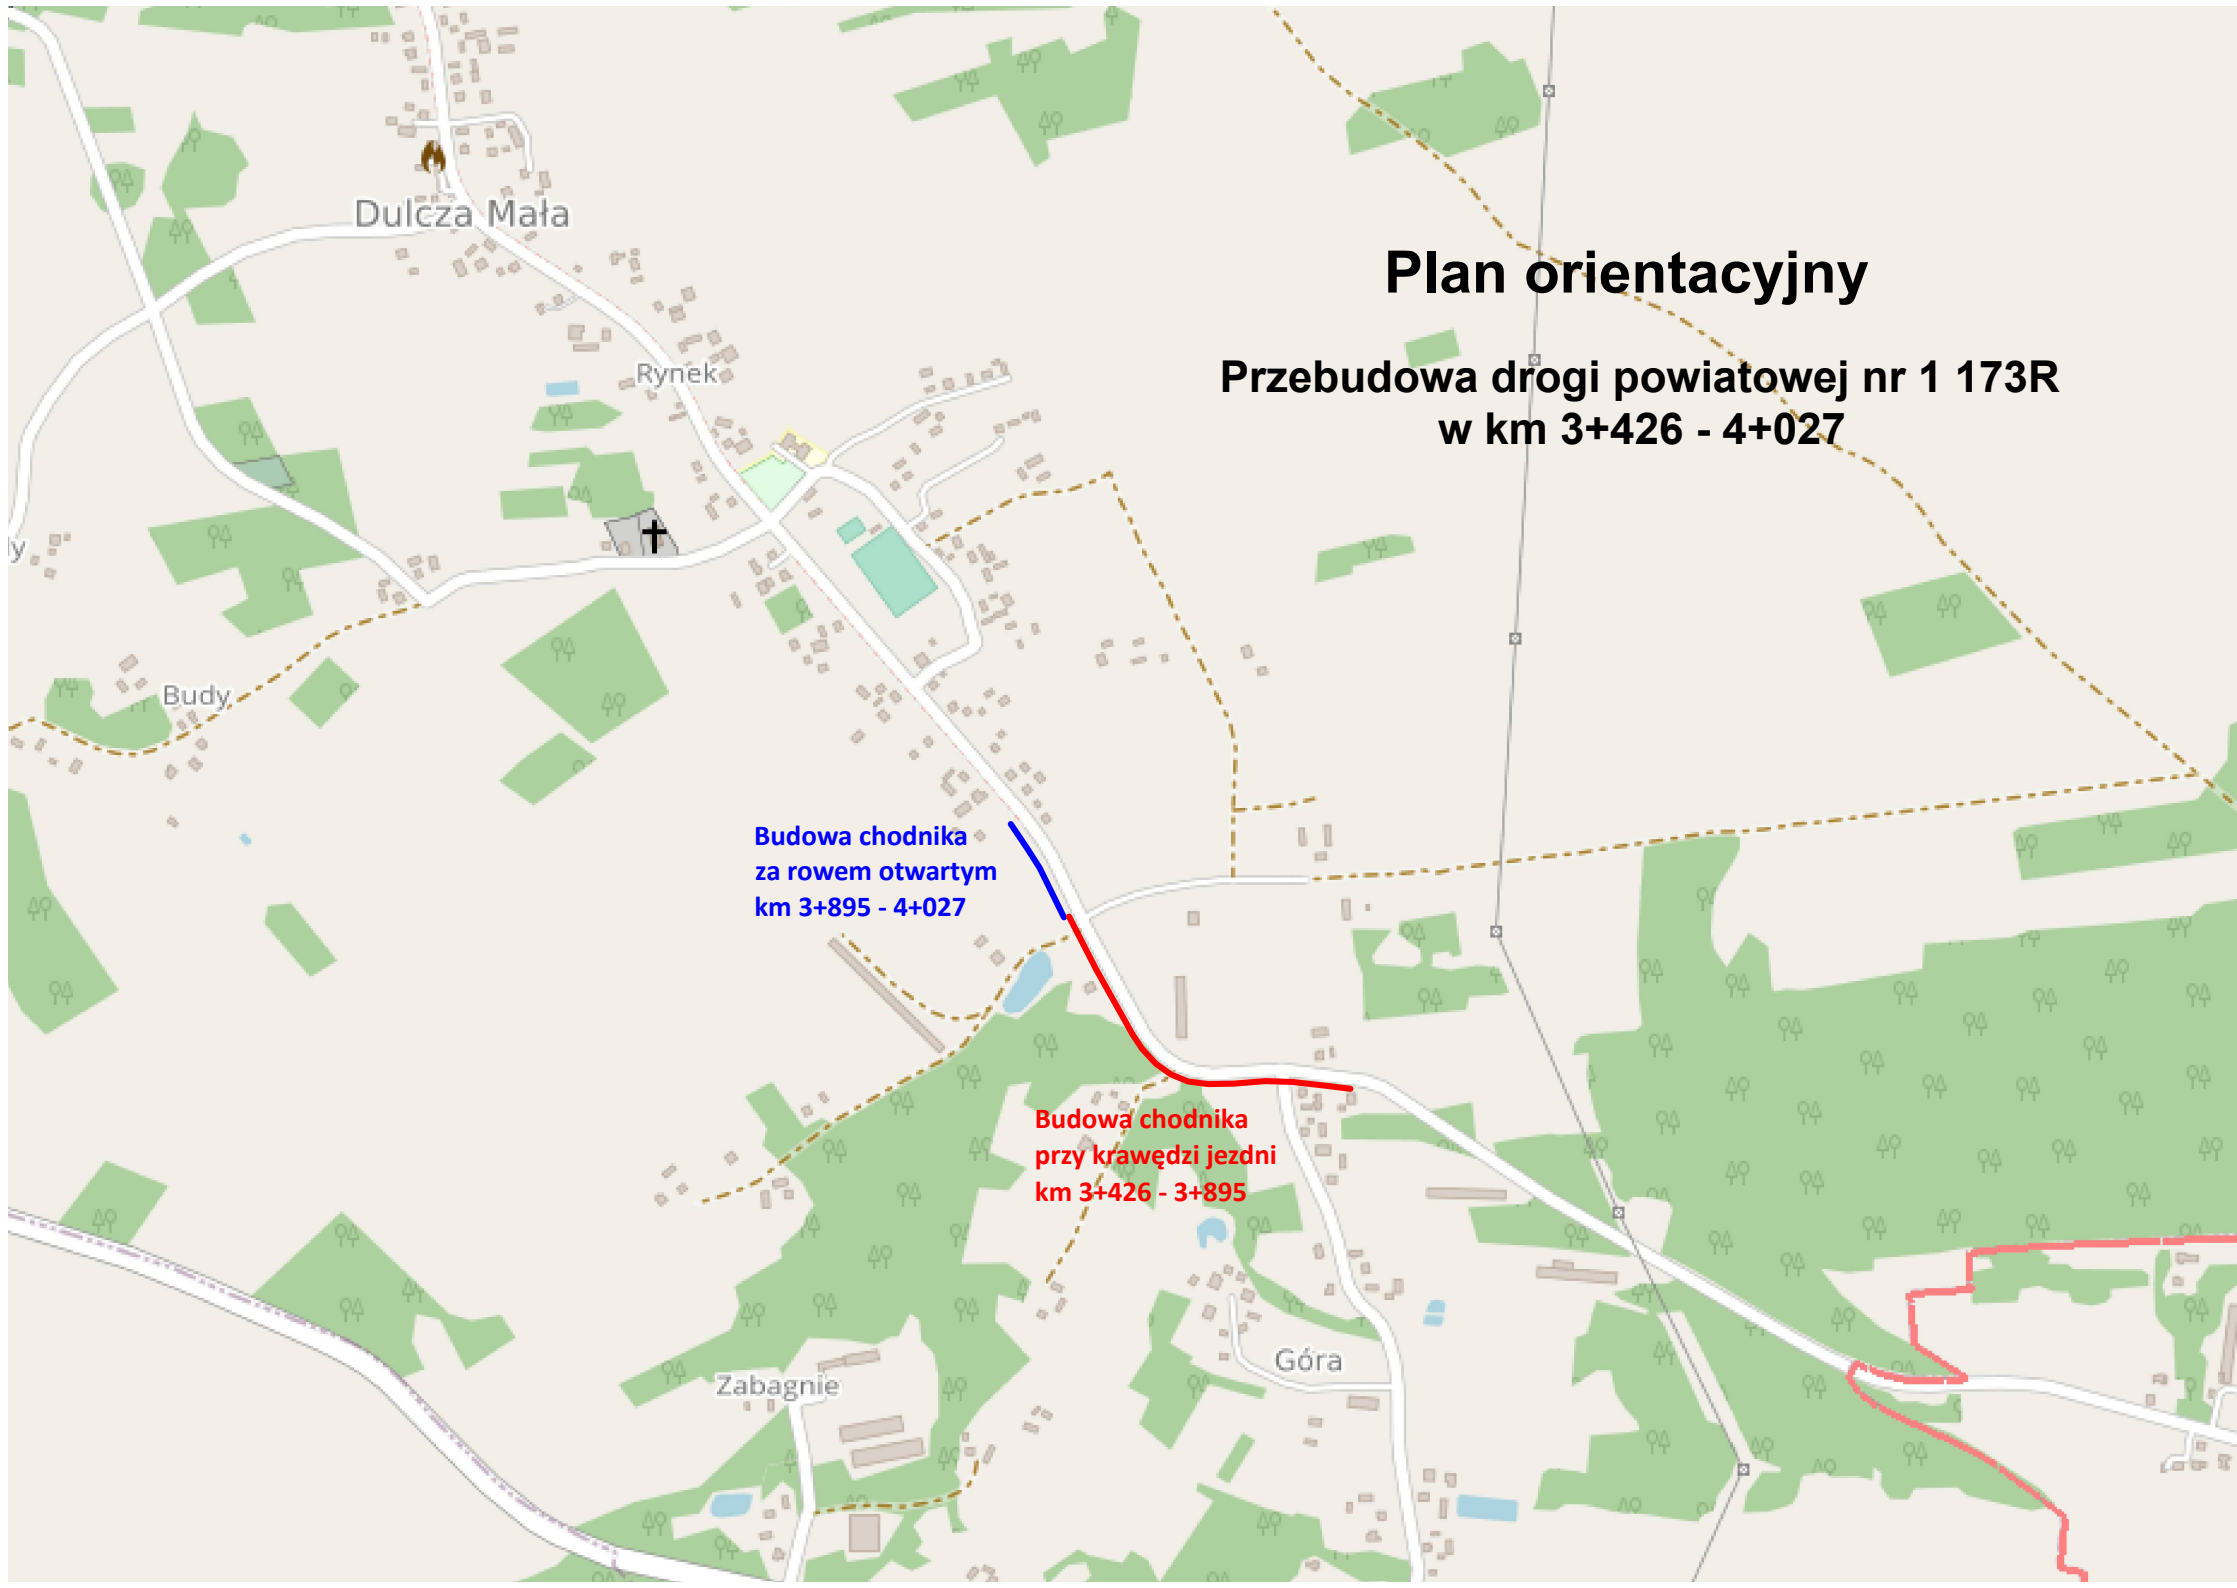 Dulcza Mała
Plan orientacyjny
Przebudowa drogi powiatowej nr 1 173R
w km 3+426 - 4+027
Rynek
y
Budy
Budowa chodnika
za rowem otwartym
km 3+895 - 4+027
Budowa chodnika
przy krawędzi jezdni
km 3+426 - 3+895
Góra
Zabagnie